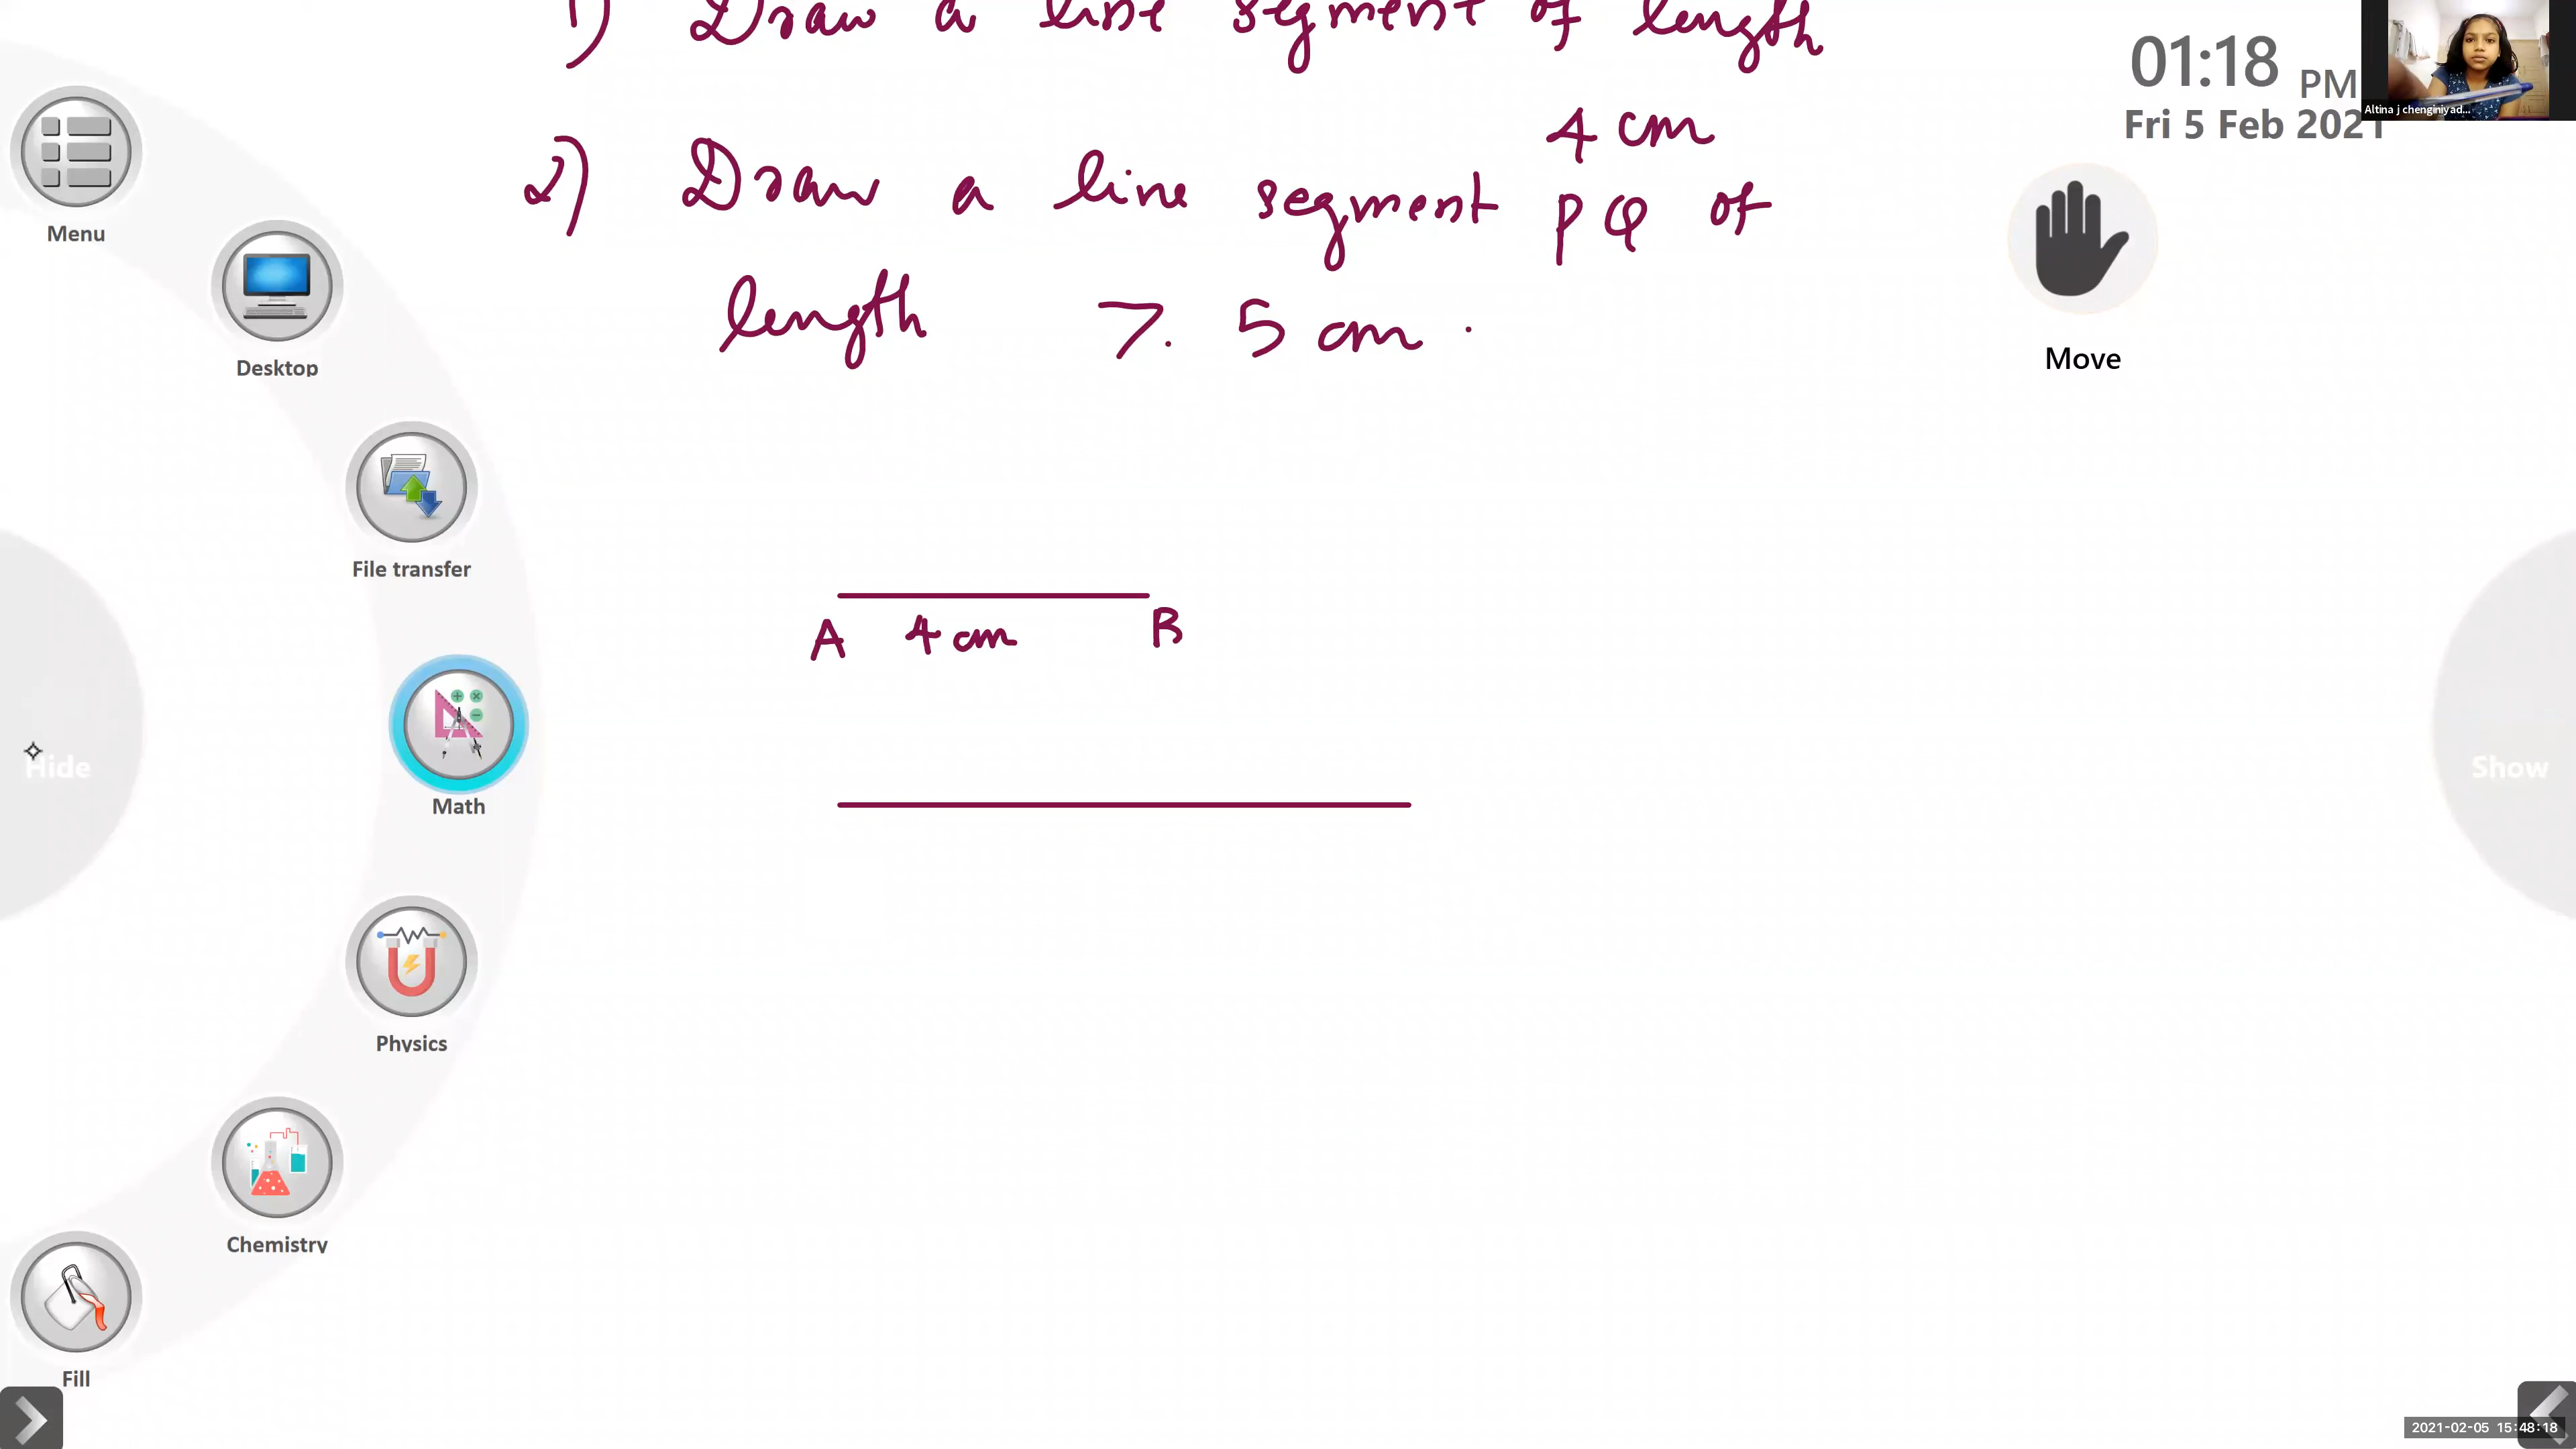 1) Draw a line segment of length
4 cm
2) Draw a line segment PQ of
length 7.5 cm.
A 4 cm B
Menu
Desktop
File transfer
Math
Physics
Chemistry
Fill
Hide
01:18 PM
Fri 5 Feb 2021
Altina j chenginiyad...
Move
Show
2021-02-05 15:48:18